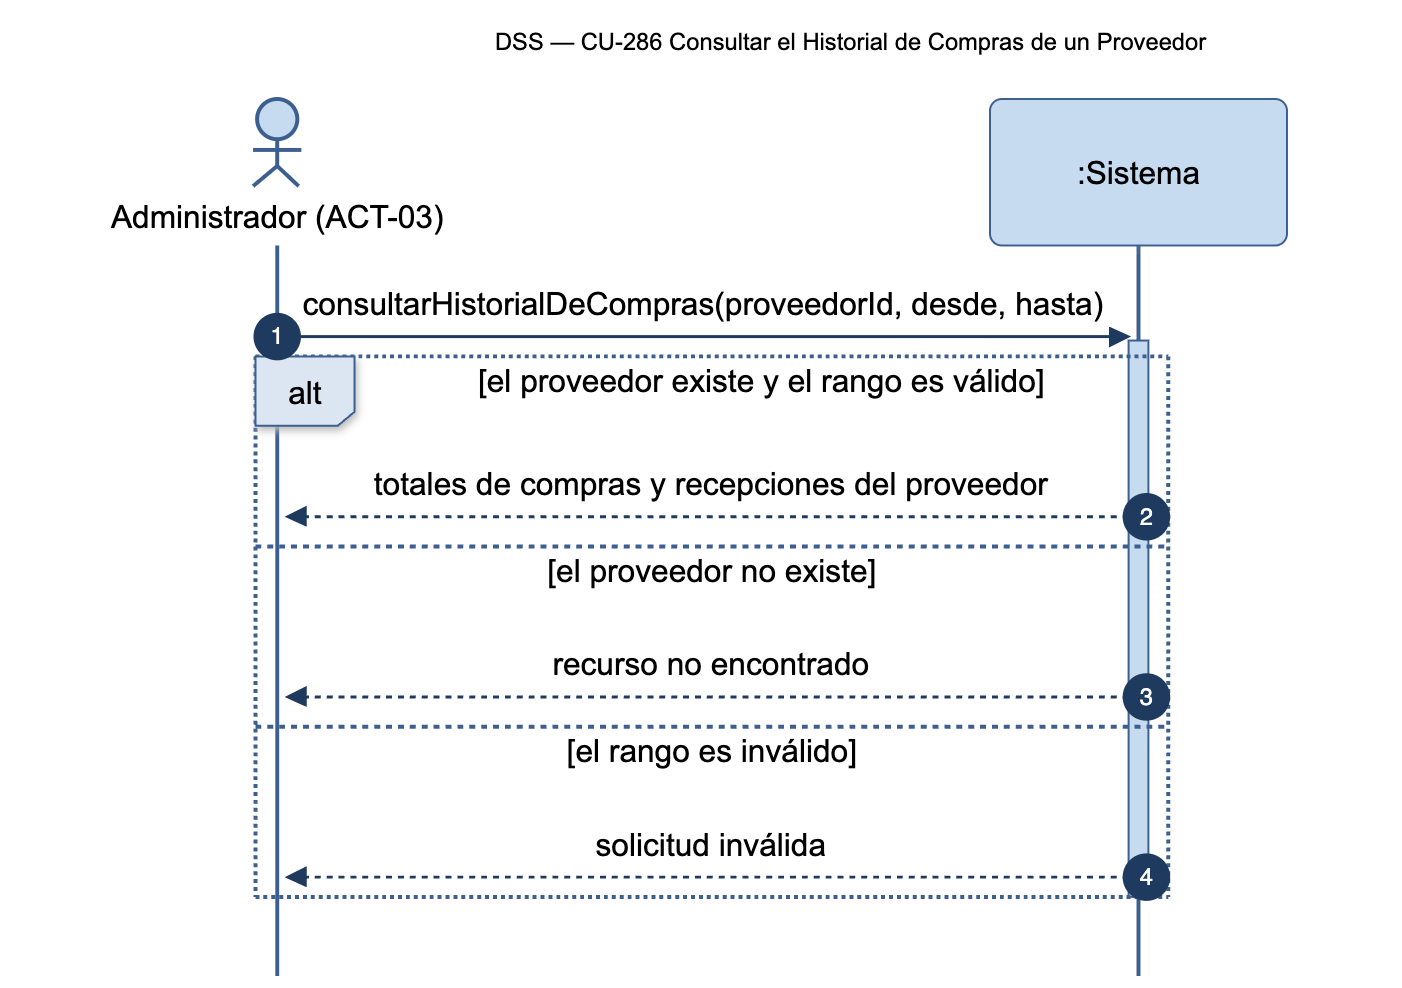 DSS — CU-286 Consultar el Historial de Compras de un Proveedor
Administrador (ACT-03)
:Sistema
consultarHistorialDeCompras(proveedorId, desde, hasta)
1
alt
[el proveedor existe y el rango es válido]
totales de compras y recepciones del proveedor
2
[el proveedor no existe]
recurso no encontrado
3
[el rango es inválido]
solicitud inválida
4